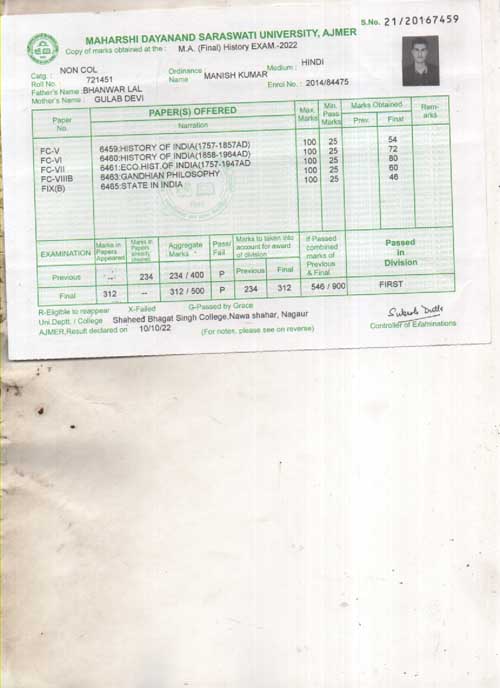 S.No. 21/20167459
MAHARSHI DAYANAND SARASWATI UNIVERSITY, AJMER
Copy of marks obtained at the : M.A. (Final) History EXAM.-2022
Catg. : NON COL Ordinance Medium : HINDI
Roll No. 721451 Name MANISH KUMAR
Father's Name : BHANWAR LAL Enrol No. : 2014/84475
Mother's Name : GULAB DEVI
Paper No. PAPER(S) OFFERED Narration Max. Marks Min. Pass Marks Marks Obtained Prev. Final Remarks
FC-V 6459:HISTORY OF INDIA(1757-1857AD) 100 25 54
FC-VI 6460:HISTORY OF INDIA(1858-1964AD) 100 25 72
FC-VII 6461:ECO.HIST.OF INDIA(1757-1947AD 100 25 80
FC-VIIIB 6463:GANDHIAN PHILOSOPHY 100 25 60
FIX(B) 6465:STATE IN INDIA 100 25 46
EXAMINATION Marks in Papers Appeared Marks in Papers already cleared Aggregate Marks Pass/ Fail Marks to taken into account for award of division Previous Final If Passed combined marks of Previous & Final Passed in Division
Previous -- 234 234 / 400 P
Final 312 -- 312 / 500 P 234 312 546 / 900 FIRST
R-Eligible to reappear X-Failed G-Passed by Grace
Uni.Deptt. / College Shaheed Bhagat Singh College,Nawa shahar, Nagaur
AJMER,Result declared on 10/10/22 (For notes, please see on reverse) Controller of Examinations